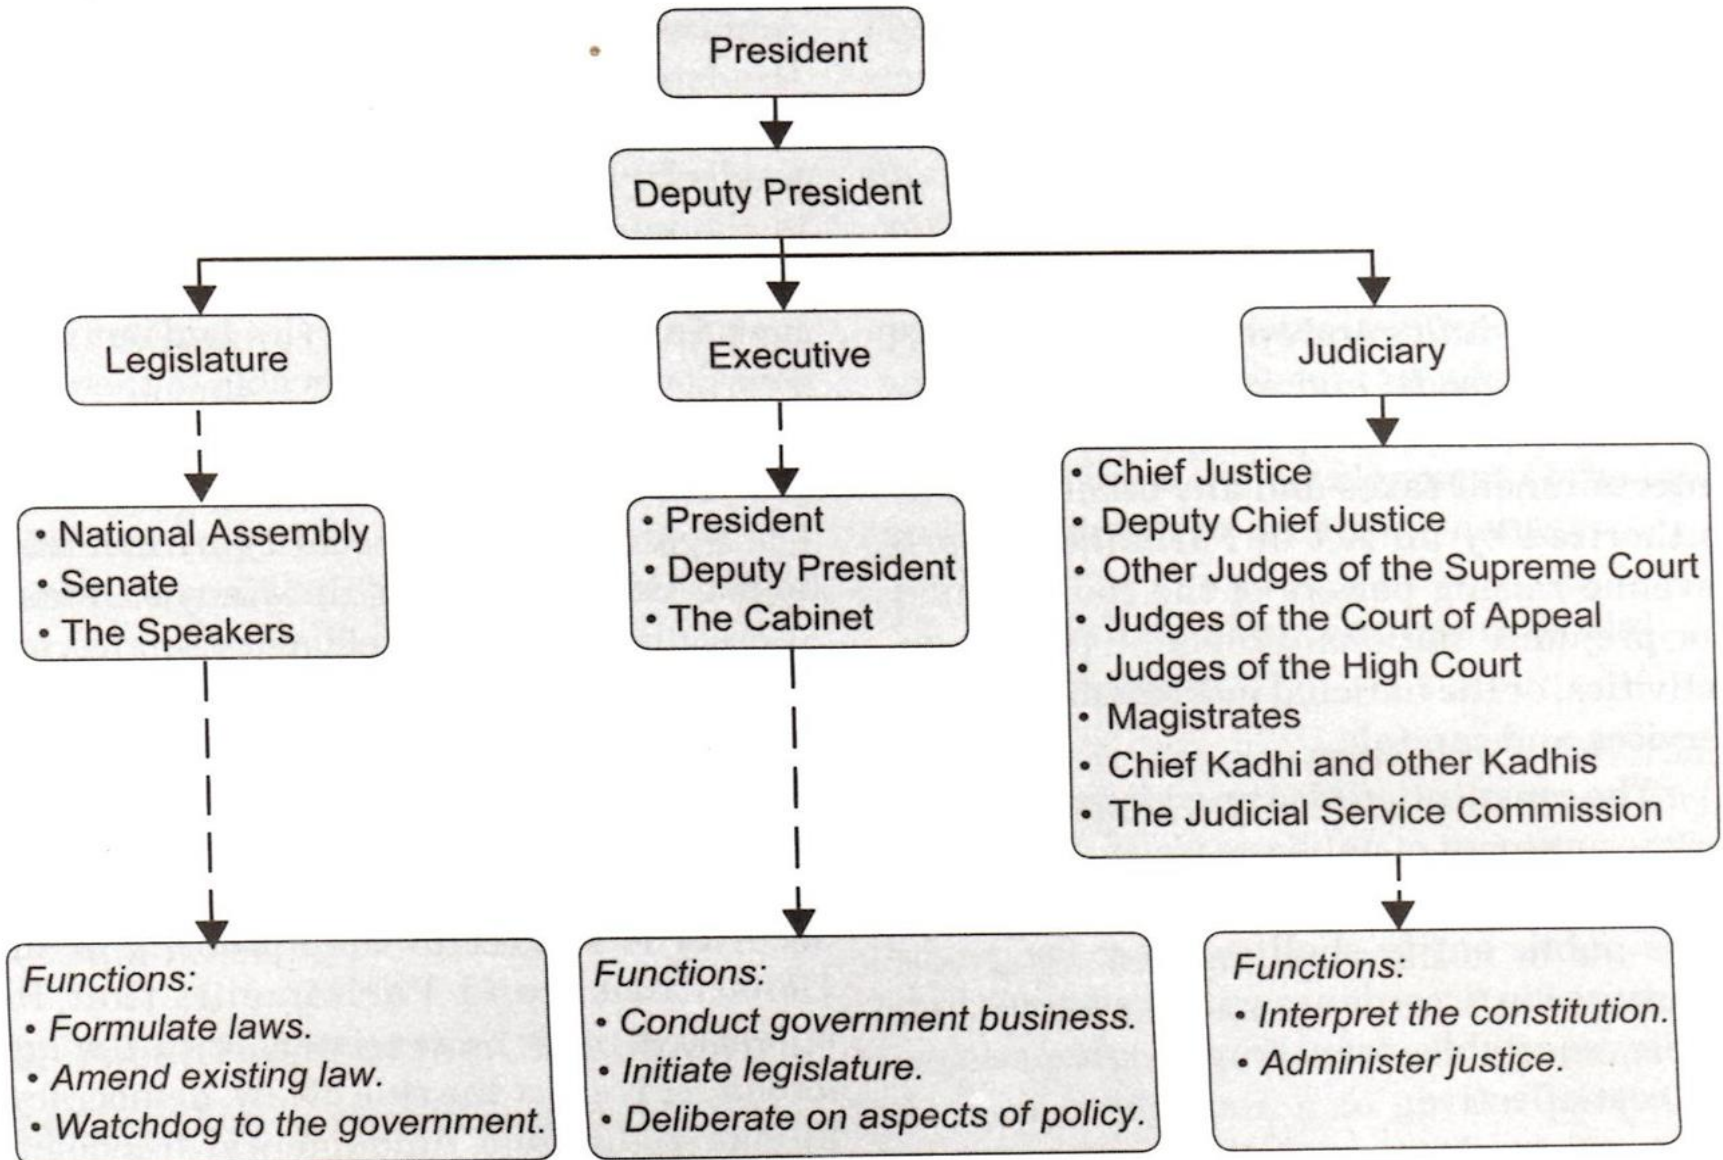 President
Deputy President
Legislature
Executive
Judiciary
• National Assembly
• Senate
• The Speakers
• President
• Deputy President
• The Cabinet
• Chief Justice
• Deputy Chief Justice
• Other Judges of the Supreme Court
• Judges of the Court of Appeal
• Judges of the High Court
• Magistrates
• Chief Kadhi and other Kadhis
• The Judicial Service Commission
Functions:
• Formulate laws.
• Amend existing law.
• Watchdog to the government.
Functions:
• Conduct government business.
• Initiate legislature.
• Deliberate on aspects of policy.
Functions:
• Interpret the constitution.
• Administer justice.